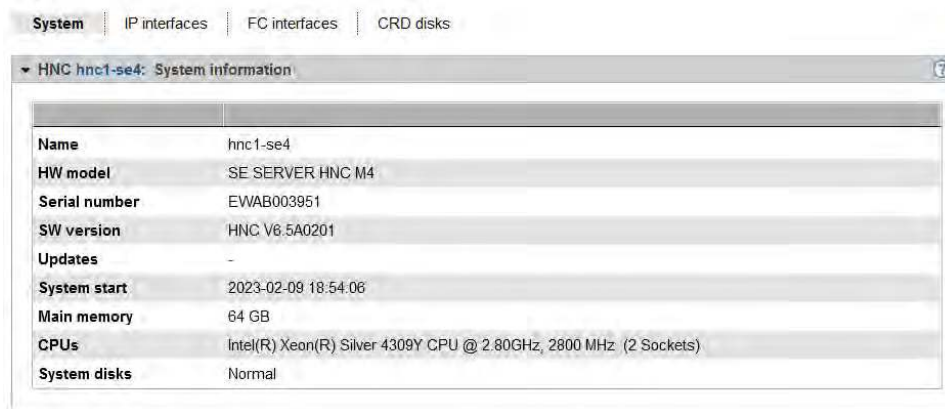 System IP interfaces FC interfaces CRD disks
HNC hnc1-se4: System information
Name hnc1-se4
HW model SE SERVER HNC M4
Serial number EWAB003951
SW version HNC V6.5A0201
Updates -
System start 2023-02-09 18:54:06
Main memory 64 GB
CPUs Intel(R) Xeon(R) Silver 4309Y CPU @ 2.80GHz, 2800 MHz (2 Sockets)
System disks Normal